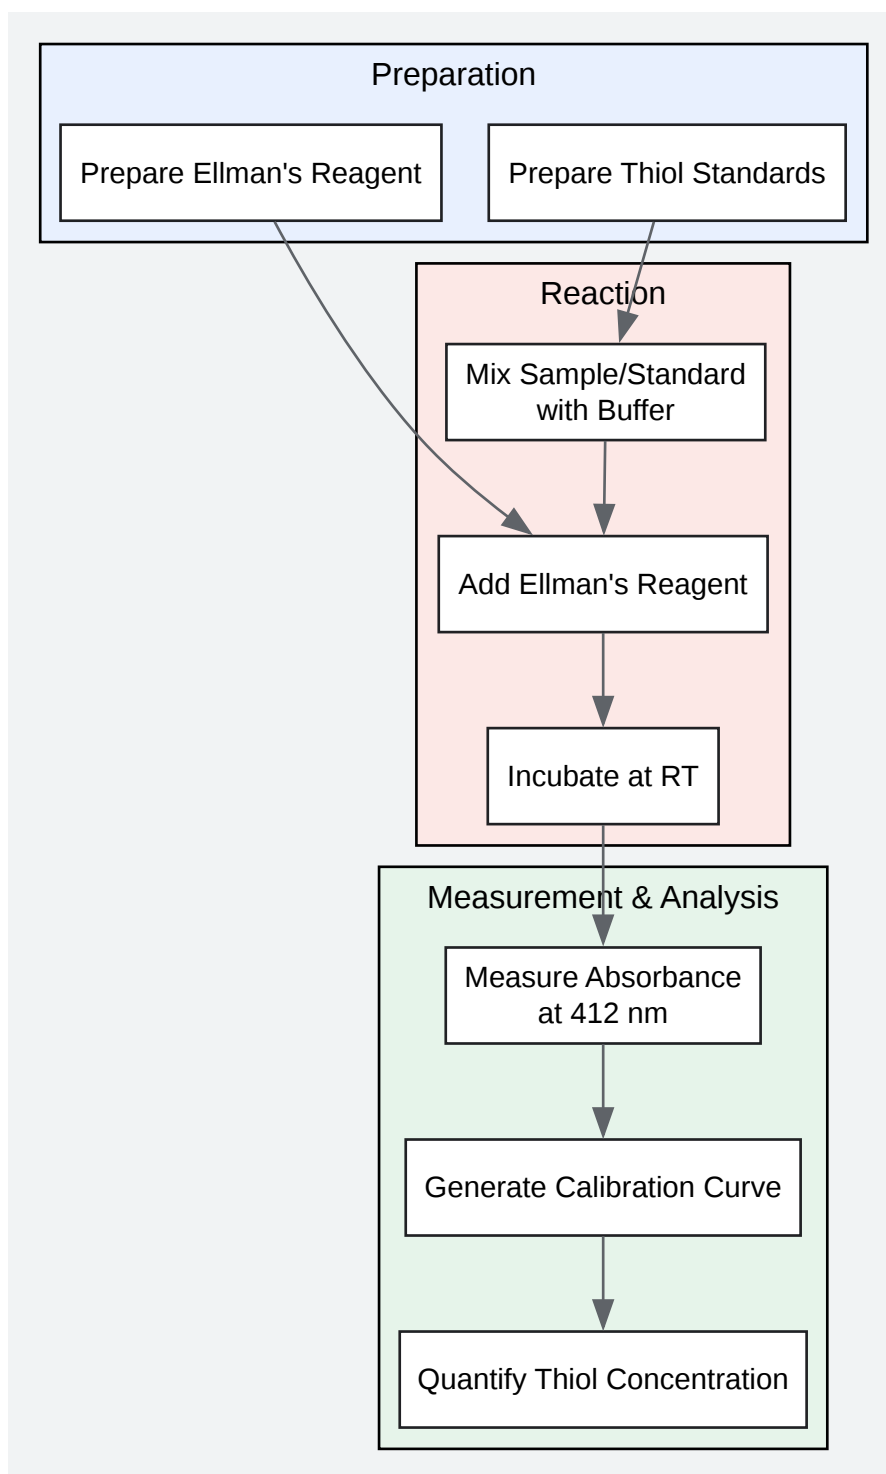 Preparation
Prepare Ellman's Reagent
Prepare Thiol Standards
Reaction
Mix Sample/Standard
with Buffer
Add Ellman's Reagent
Incubate at RT
Measurement & Analysis
Measure Absorbance
at 412 nm
Generate Calibration Curve
Quantify Thiol Concentration